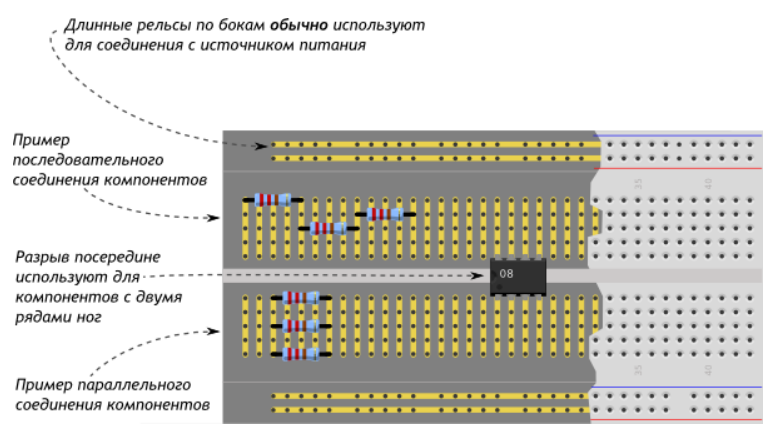 Длинные рельсы по бокам обычно используют
для соединения с источником питания
Пример
последовательного
соединения компонентов
35
40
Разрыв посередине
используют для
компонентов с двумя
рядами ног
08
Пример параллельного
соединения компонентов
35
40